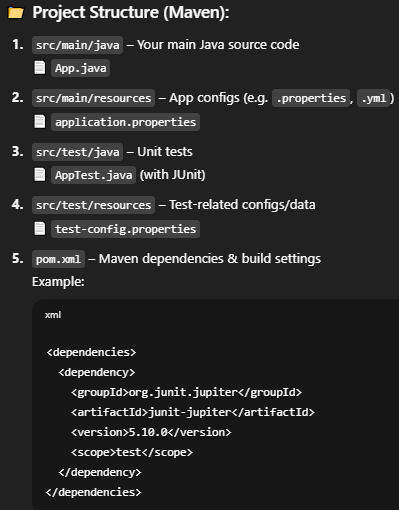 📂 Project Structure (Maven):
1. src/main/java – Your main Java source code
📄 App.java
2. src/main/resources – App configs (e.g. .properties, .yml)
📄 application.properties
3. src/test/java – Unit tests
📄 AppTest.java (with JUnit)
4. src/test/resources – Test-related configs/data
📄 test-config.properties
5. pom.xml – Maven dependencies & build settings
Example:
xml
<dependencies>
  <dependency>
    <groupId>org.junit.jupiter</groupId>
    <artifactId>junit-jupiter</artifactId>
    <version>5.10.0</version>
    <scope>test</scope>
  </dependency>
</dependencies>